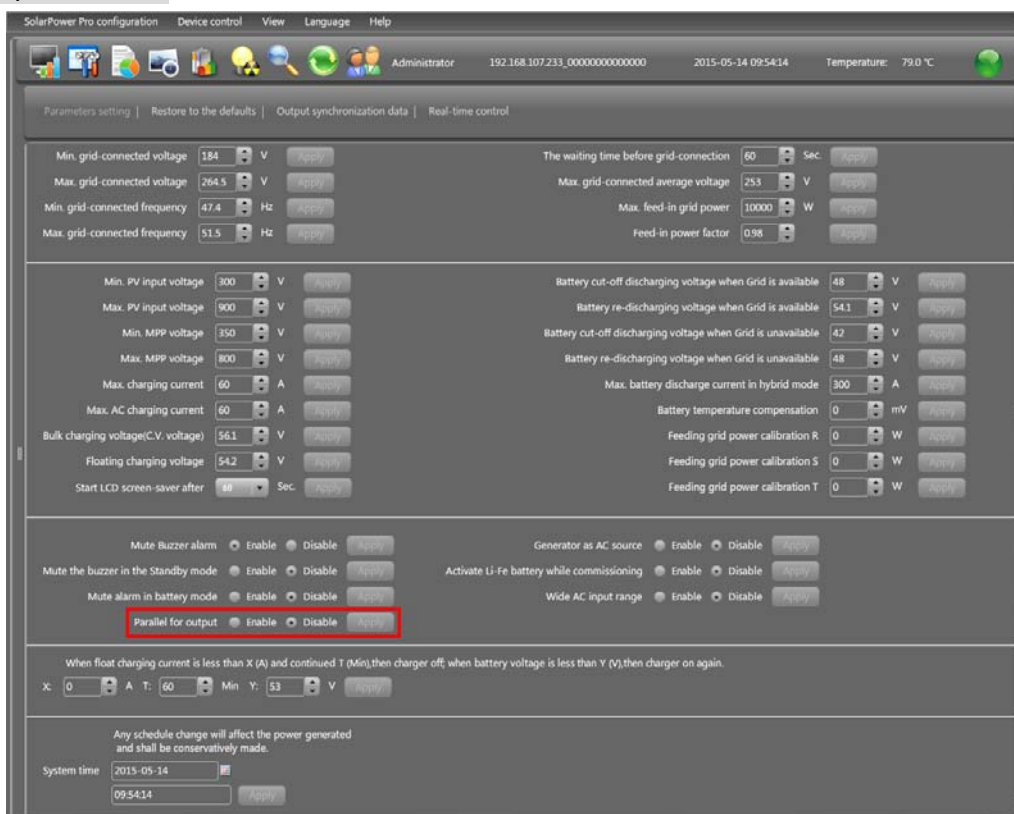 SolarPower Pro configuration Device control View Language Help
Administrator 192.168.107.233_00000000000000 2015-05-14 09:54:14 Temperature: 79.0 ℃
Parameters setting | Restore to the defaults | Output synchronization data | Real-time control
Min. grid-connected voltage 184 V Apply The waiting time before grid-connection 60 Sec. Apply
Max. grid-connected voltage 264.5 V Apply Max. grid-connected average voltage 253 V Apply
Min. grid-connected frequency 47.4 Hz Apply Max. feed-in grid power 10000 W Apply
Max. grid-connected frequency 51.5 Hz Apply Feed-in power factor 0.98 Apply
Min. PV input voltage 300 V Apply Battery cut-off discharging voltage when Grid is available 48 V Apply
Max. PV input voltage 900 V Apply Battery re-discharging voltage when Grid is available 54.1 V Apply
Min. MPP voltage 350 V Apply Battery cut-off discharging voltage when Grid is unavailable 42 V Apply
Max. MPP voltage 800 V Apply Battery re-discharging voltage when Grid is unavailable 48 V Apply
Max. charging current 60 A Apply Max. battery discharge current in hybrid mode 300 A Apply
Max. AC charging current 60 A Apply Battery temperature compensation 0 mV Apply
Bulk charging voltage(C.V. voltage) 56.1 V Apply Feeding grid power calibration R 0 W Apply
Floating charging voltage 54.2 V Apply Feeding grid power calibration S 0 W Apply
Start LCD screen-saver after 60 Sec. Apply Feeding grid power calibration T 0 W Apply
Mute Buzzer alarm Enable Disable Apply Generator as AC source Enable Disable Apply
Mute the buzzer in the Standby mode Enable Disable Apply Activate Li-Fe battery while commissioning Enable Disable Apply
Mute alarm in battery mode Enable Disable Apply Wide AC input range Enable Disable Apply
Parallel for output Enable Disable Apply
When float charging current is less than X (A) and continued T (Min),then charger off; when battery voltage is less than Y (V),then charger on again.
X: 0 A T: 60 Min Y: 53 V Apply
Any schedule change will affect the power generated
and shall be conservatively made.
System time 2015-05-14
09:54:14 Apply